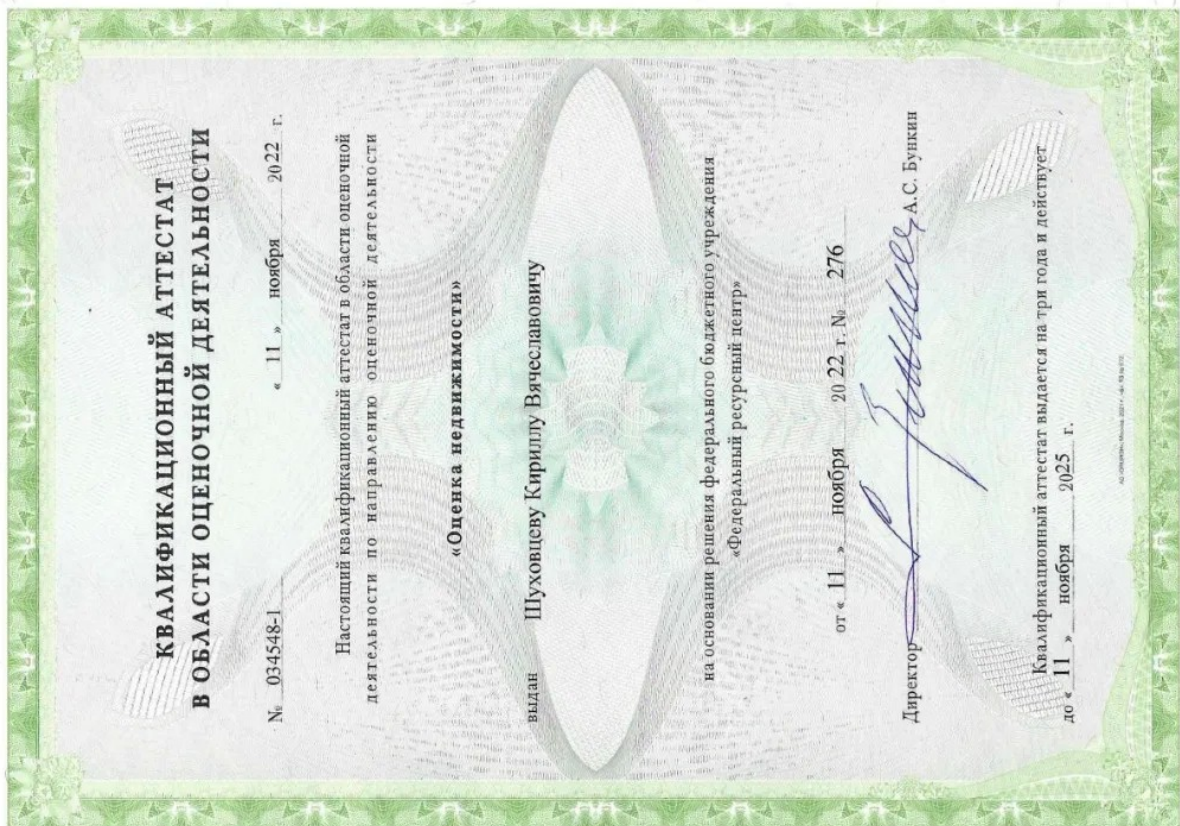 КВАЛИФИКАЦИОННЫЙ АТТЕСТАТ
В ОБЛАСТИ ОЦЕНОЧНОЙ ДЕЯТЕЛЬНОСТИ
№ 034548-1 « 11 » ноября 2022 г.
Настоящий квалификационный аттестат в области оценочной
деятельности по направлению оценочной деятельности
«Оценка недвижимости»
выдан Шуховцеву Кириллу Вячеславовичу
на основании решения федерального бюджетного учреждения
«Федеральный ресурсный центр»
от « 11 » ноября 20 22 г. № 276
Директор А.С. Бункин
Квалификационный аттестат выдается на три года и действует
до « 11 » ноября 2025 г.